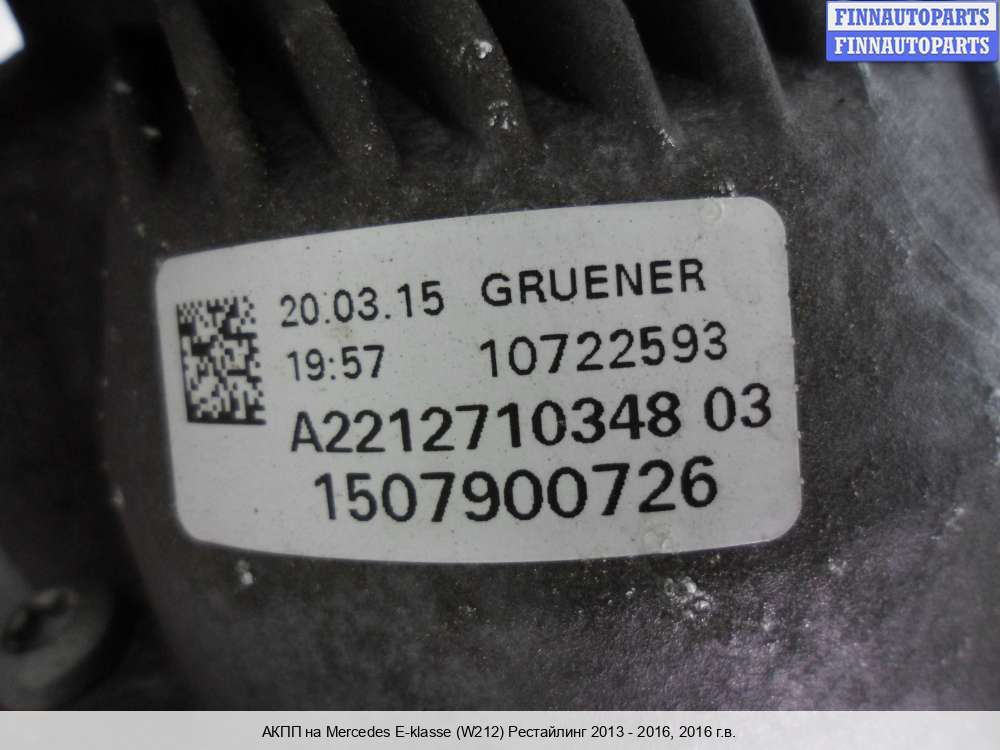 FINNAUTOPARTS
FINNAUTOPARTS
20.03.15 GRUENER
19:57 10722593
A2212710348 03
1507900726
АКПП на Mercedes E-klasse (W212) Рестайлинг 2013 - 2016, 2016 г.в.